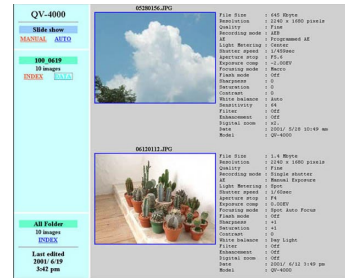 QV-4000
Slide show
MANUAL AUTO
100_0619
10 images
INDEX DATA
All Folder
10 images
INDEX
Last edited
2001/ 6/19
3:42 pm
05280156.JPG
File Size : 645 Kbyte
Resolution : 2240 x 1680 pixels
Quality : Fine
Recording mode : AEB
AE : Programmed AE
Light Metering : Center
Shutter speed : 1/459sec
Aperture stop : F5.6
Exposure comp : -2.00EV
Focusing mode : Macro
Flash mode : Off
Sharpness : 0
Saturation : 0
Contrast : 0
White balance : Auto
Sensitivity : 64
Filter : Off
Enhancement : Off
Digital zoom : x2.
Date : 2001/ 5/28 10:49 am
Model : QV-4000
06120112.JPG
File Size : 1.4 Mbyte
Resolution : 2240 x 1680 pixels
Quality : Fine
Recording mode : Single shutter
AE : Manual Exposure
Light Metering : Spot
Shutter speed : 1/60sec
Aperture stop : F4
Exposure comp : 0.00EV
Focusing mode : Spot Auto Focus
Flash mode : Off
Sharpness : +1
Saturation : +1
Contrast : 0
White balance : Day Light
Filter : Off
Enhancement : Off
Digital zoom : Off
Date : 2001/ 6/12 3:49 pm
Model : QV-4000